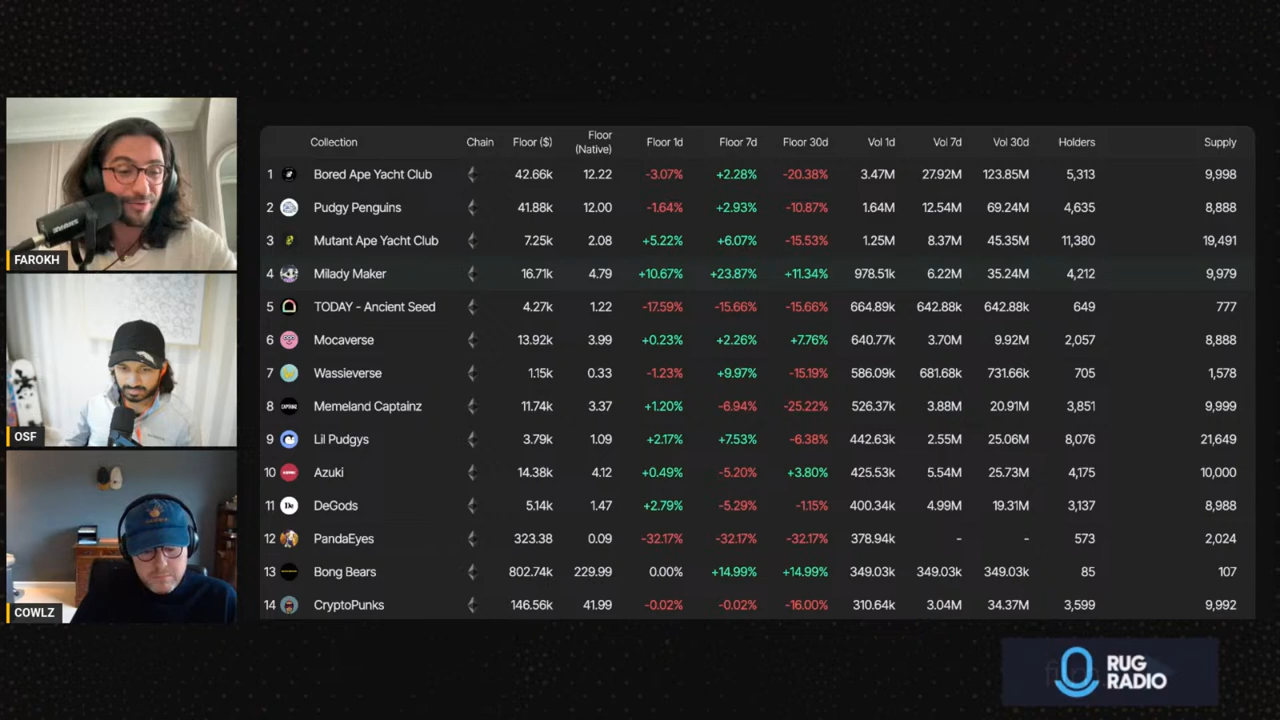 FAROKH
OSF
COWLZ
Collection Chain Floor ($) Floor (Native) Floor 1d Floor 7d Floor 30d Vol 1d Vol 7d Vol 30d Holders Supply
1 Bored Ape Yacht Club 42.66k 12.22 -3.07% +2.28% -20.38% 3.47M 27.92M 123.85M 5,313 9,998
2 Pudgy Penguins 41.88k 12.00 -1.64% +2.93% -10.87% 1.64M 12.54M 69.24M 4,635 8,888
3 Mutant Ape Yacht Club 7.25k 2.08 +5.22% +6.07% -15.53% 1.25M 8.37M 45.35M 11,380 19,491
4 Milady Maker 16.71k 4.79 +10.67% +23.87% +11.34% 978.51k 6.22M 35.24M 4,212 9,979
5 TODAY - Ancient Seed 4.27k 1.22 -17.59% -15.66% -15.66% 664.89k 642.88k 642.88k 649 777
6 Mocaverse 13.92k 3.99 +0.23% +2.26% +7.76% 640.77k 3.70M 9.92M 2,057 8,888
7 Wassieverse 1.15k 0.33 -1.23% +9.97% -15.19% 586.09k 681.68k 731.66k 705 1,578
8 Memeland Captainz 11.74k 3.37 +1.20% -6.94% -25.22% 526.37k 3.88M 20.91M 3,851 9,999
9 Lil Pudgys 3.79k 1.09 +2.17% +7.53% -6.38% 442.63k 2.55M 25.06M 8,076 21,649
10 Azuki 14.38k 4.12 +0.49% -5.20% +3.80% 425.53k 5.54M 25.73M 4,175 10,000
11 De DeGods 5.14k 1.47 +2.79% -5.29% -1.15% 400.34k 4.99M 19.31M 3,137 8,988
12 PandaEyes 323.38 0.09 -32.17% -32.17% -32.17% 378.94k - - 573 2,024
13 Bong Bears 802.74k 229.99 0.00% +14.99% +14.99% 349.03k 349.03k 349.03k 85 107
14 CryptoPunks 146.56k 41.99 -0.02% -0.02% -16.00% 310.64k 3.04M 34.37M 3,599 9,992
RUG
RADIO